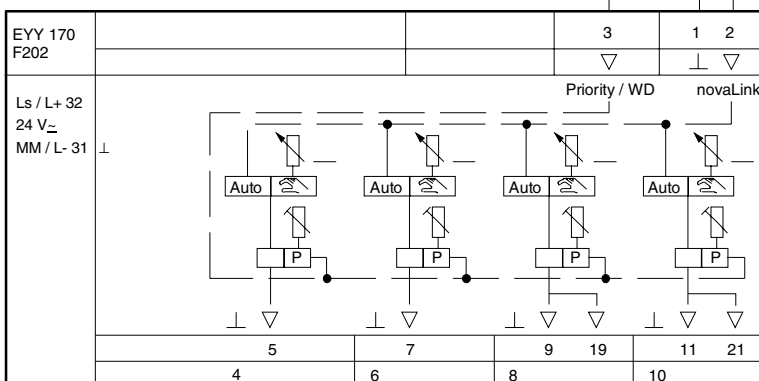 EYY 170
F202
3
1 2
Ls / L+ 32
24 V≂
MM / L- 31 ⊥
Priority / WD
novaLink
Auto
Auto
Auto
Auto
P
P
P
P
5
7
9 19
11 21
4
6
8
10